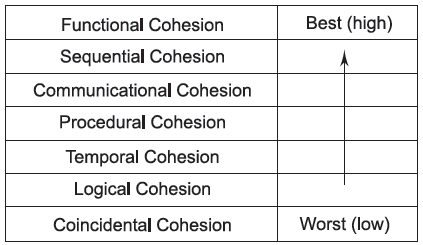 Functional Cohesion Best (high)
Sequential Cohesion
Communicational Cohesion
Procedural Cohesion
Temporal Cohesion
Logical Cohesion
Coincidental Cohesion Worst (low)